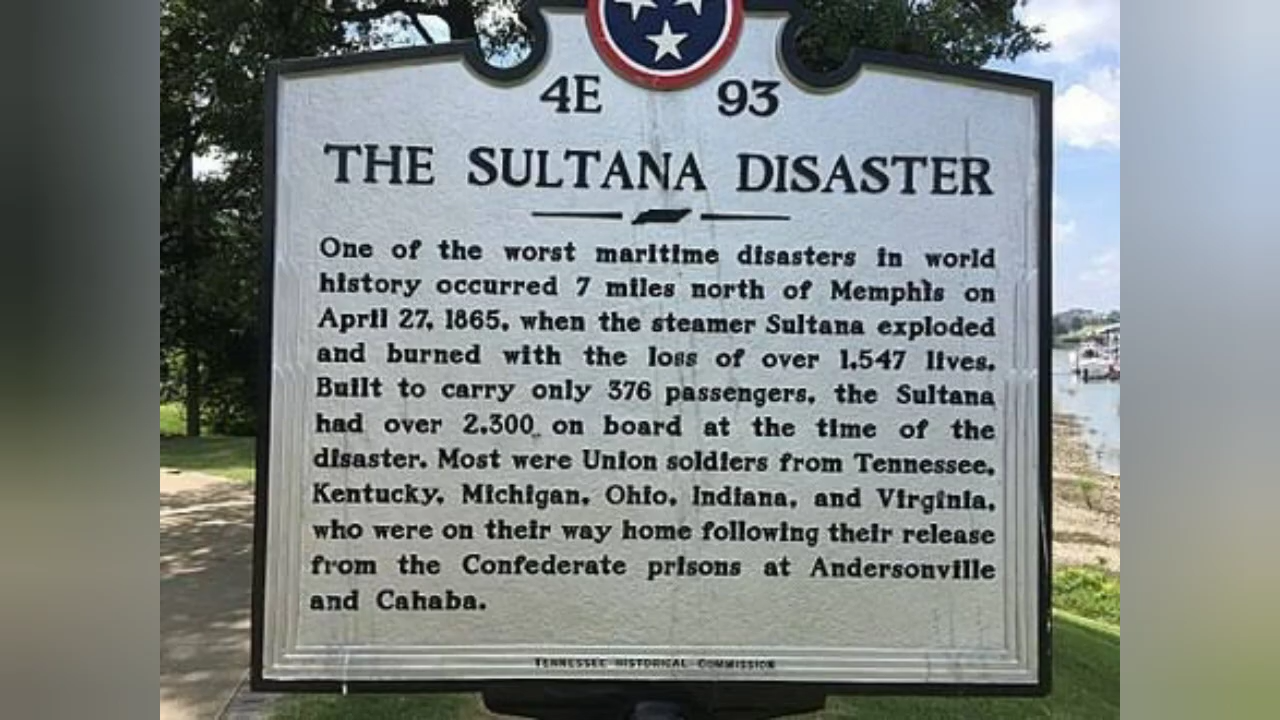 4E 93
THE SULTANA DISASTER
One of the worst maritime disasters in world
history occurred 7 miles north of Memphis on
April 27, 1865, when the steamer Sultana exploded
and burned with the loss of over 1,547 lives.
Built to carry only 376 passengers, the Sultana
had over 2,300 on board at the time of the
disaster. Most were Union soldiers from Tennessee,
Kentucky, Michigan, Ohio, Indiana, and Virginia,
who were on their way home following their release
from the Confederate prisons at Andersonville
and Cahaba.
TENNESSEE HISTORICAL COMMISSION